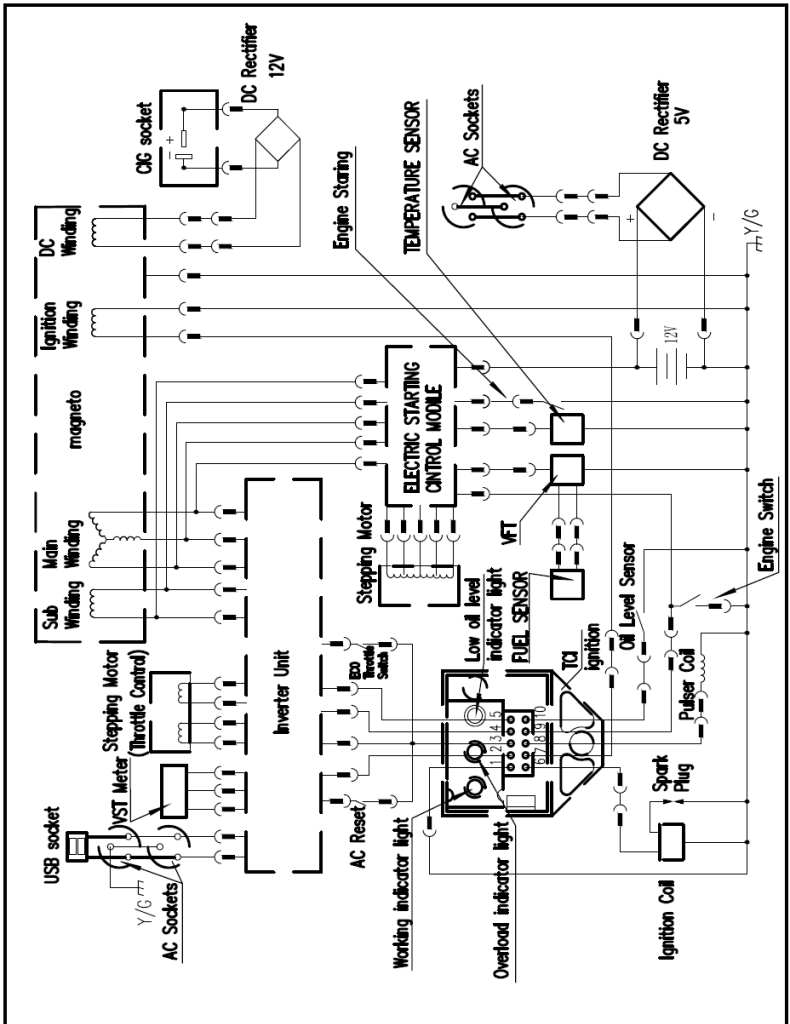 DC Rectifier
12V
CIG socket
+
−
DC
Winding
Ignition
Winding
magneto
Main
Winding
Sub
Winding
Engine Staring
TEMPERATURE SENSOR
AC Sockets
DC Rectifier
5V
+
−
Y/G
12V
ELECTRIC STARTING
CINTROL MODILE
Stepping Motor
VFT
FUEL SENSOR
Engine Switch
Oil Level Sensor
TCI
ignition
Pulser Coil
Low oil level
indicator light
ECO
Throttle
Switch
Inverter Unit
Stepping Motor
(Throttle Control)
VST Meter
USB socket
Y/G
AC Sockets
AC Reset
1 2 3 4 5
6 7 8 9 10
Working indicator light
Overload indicator light
Spark
Plug
Ignition Coil